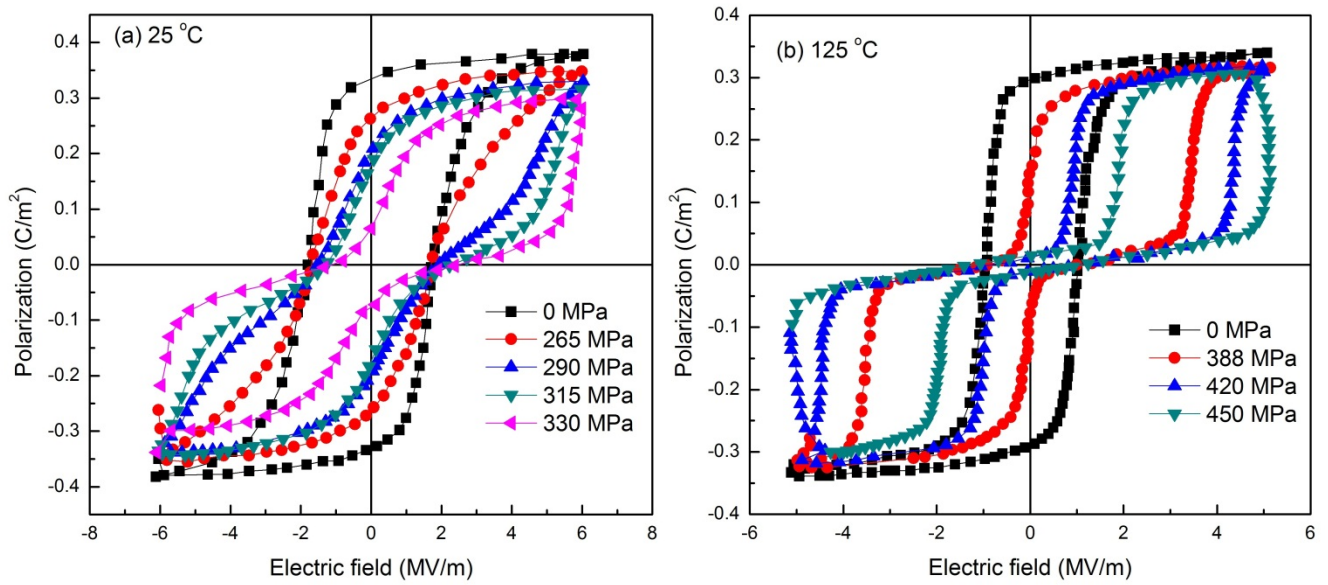 (a) 25 °C
0.4
0.3
0.2
0.1
0.0
-0.1
-0.2
-0.3
-0.4
Polarization (C/m²)
0 MPa
265 MPa
290 MPa
315 MPa
330 MPa
-8 -6 -4 -2 0 2 4 6 8
Electric field (MV/m)
(b) 125 °C
0.4
0.3
0.2
0.1
0.0
-0.1
-0.2
-0.3
-0.4
Polarization (C/m²)
0 MPa
388 MPa
420 MPa
450 MPa
-6 -4 -2 0 2 4 6
Electric field (MV/m)